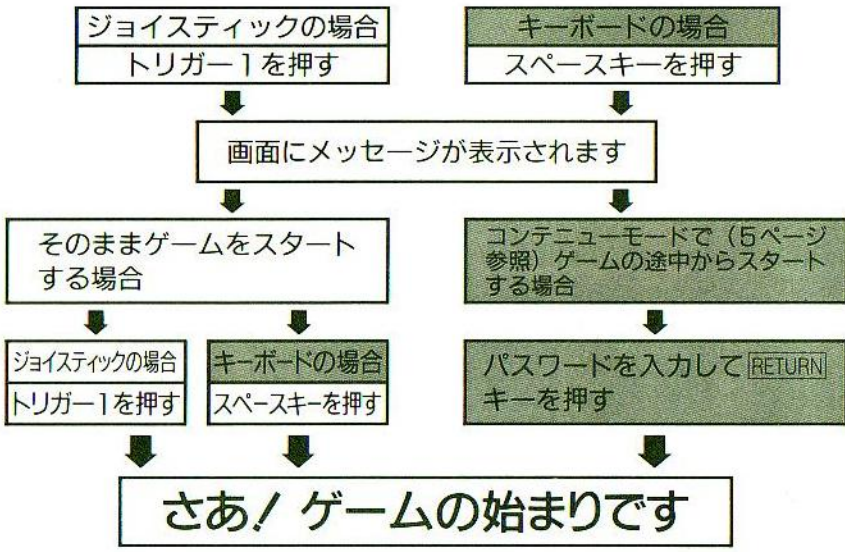 ジョイスティックの場合
トリガー1を押す
キーボードの場合
スペースキーを押す
画面にメッセージが表示されます
そのままゲームをスタート
する場合
コンテニューモードで（5ページ
参照）ゲームの途中からスタート
する場合
ジョイスティックの場合
トリガー1を押す
キーボードの場合
スペースキーを押す
パスワードを入力してRETURN
キーを押す
さあ！ゲームの始まりです